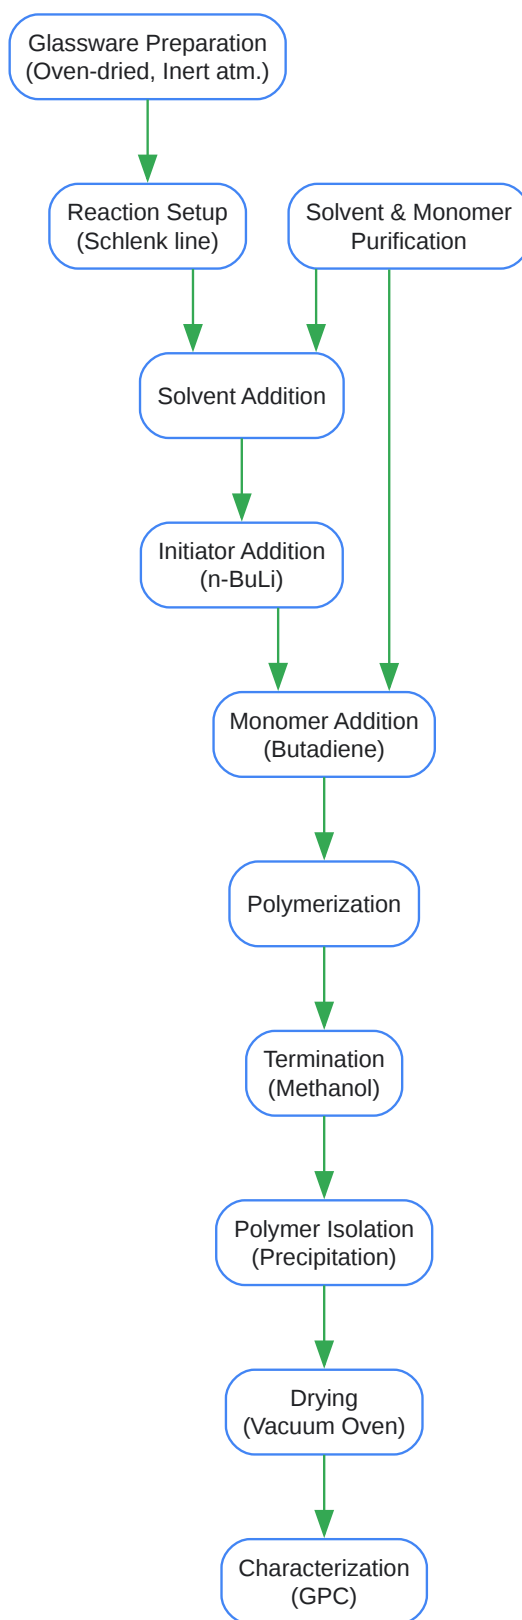 Glassware Preparation
(Oven-dried, Inert atm.)
Reaction Setup
(Schlenk line)
Solvent & Monomer
Purification
Solvent Addition
Initiator Addition
(n-BuLi)
Monomer Addition
(Butadiene)
Polymerization
Termination
(Methanol)
Polymer Isolation
(Precipitation)
Drying
(Vacuum Oven)
Characterization
(GPC)